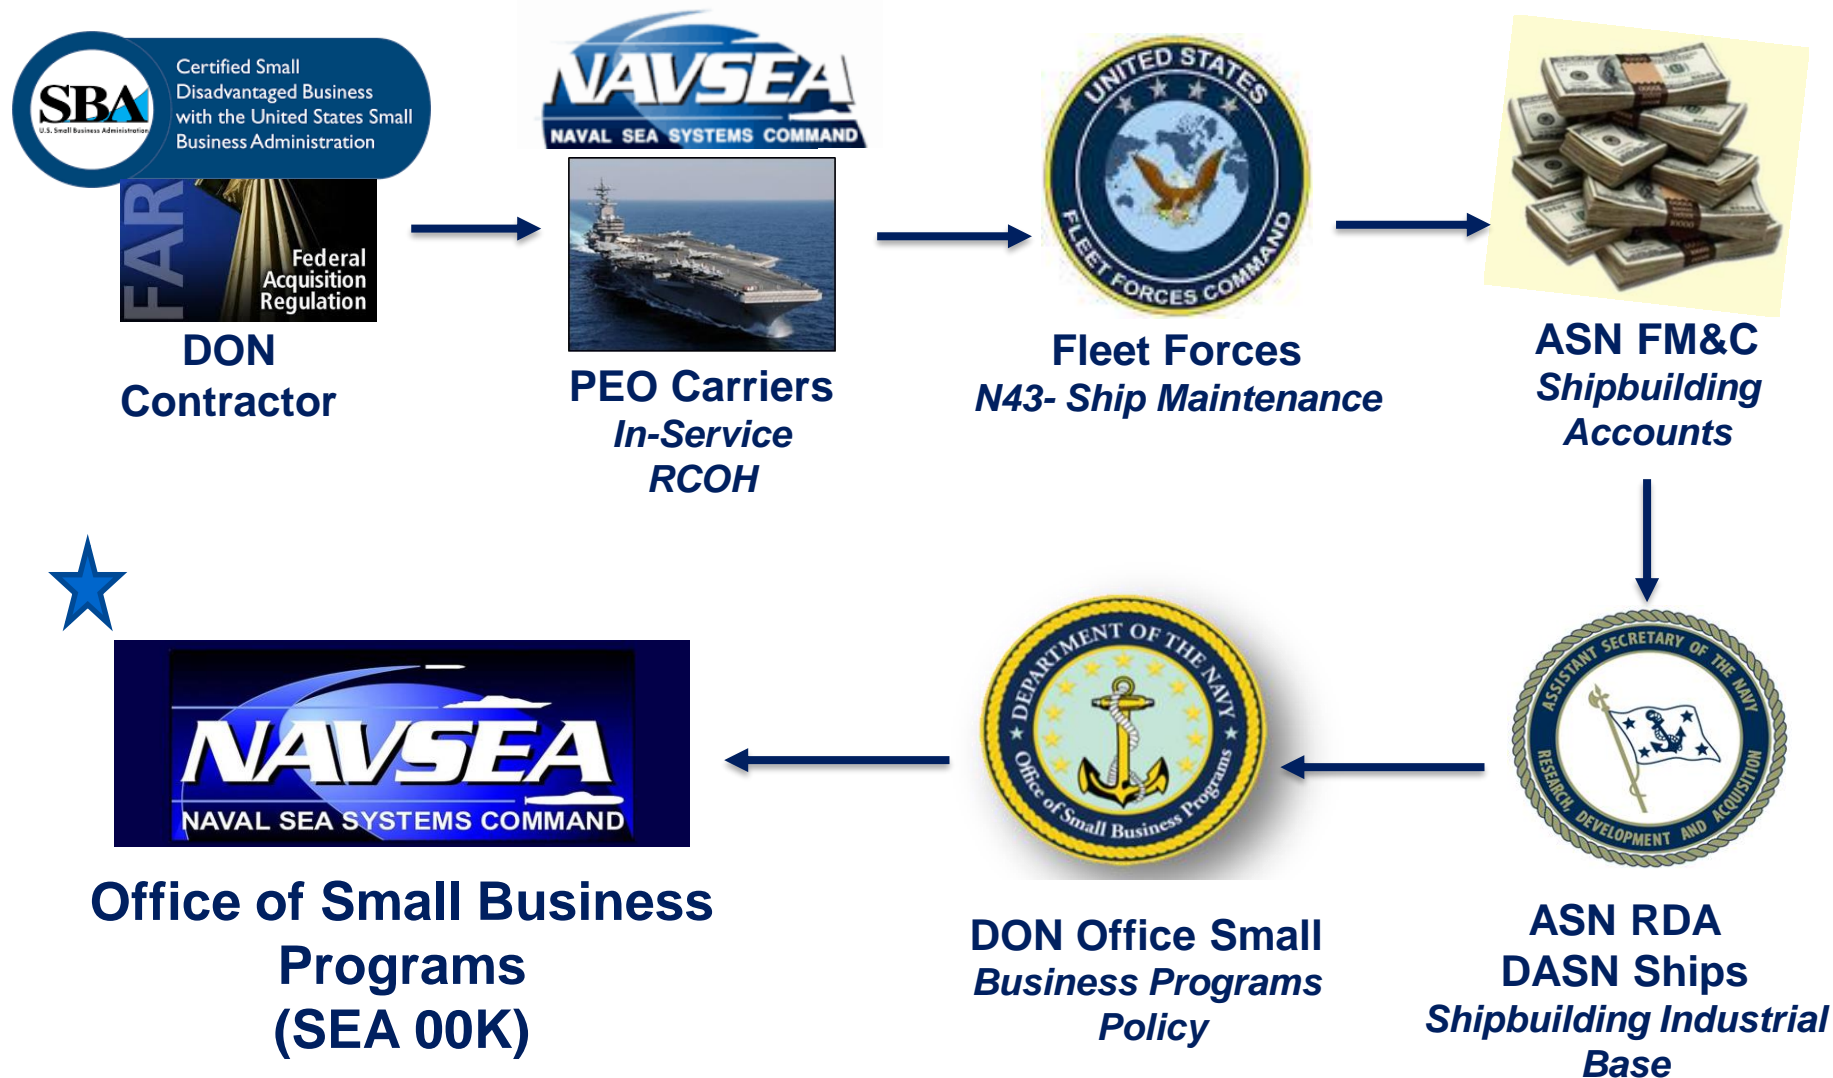 SBA
U.S. Small Business Administration
Certified Small
Disadvantaged Business
with the United States Small
Business Administration
FAR
Federal
Acquisition
Regulation
DON
Contractor
NAVSEA
NAVAL SEA SYSTEMS COMMAND
PEO Carriers
In-Service
RCOH
UNITED STATES
FLEET FORCES COMMAND
Fleet Forces
N43- Ship Maintenance
ASN FM&C
Shipbuilding
Accounts
ASSISTANT SECRETARY OF THE NAVY
RESEARCH, DEVELOPMENT AND ACQUISITION
ASN RDA
DASN Ships
Shipbuilding Industrial
Base
DEPARTMENT OF THE NAVY
Office of Small Business Programs
DON Office Small
Business Programs
Policy
NAVSEA
NAVAL SEA SYSTEMS COMMAND
Office of Small Business
Programs
(SEA 00K)